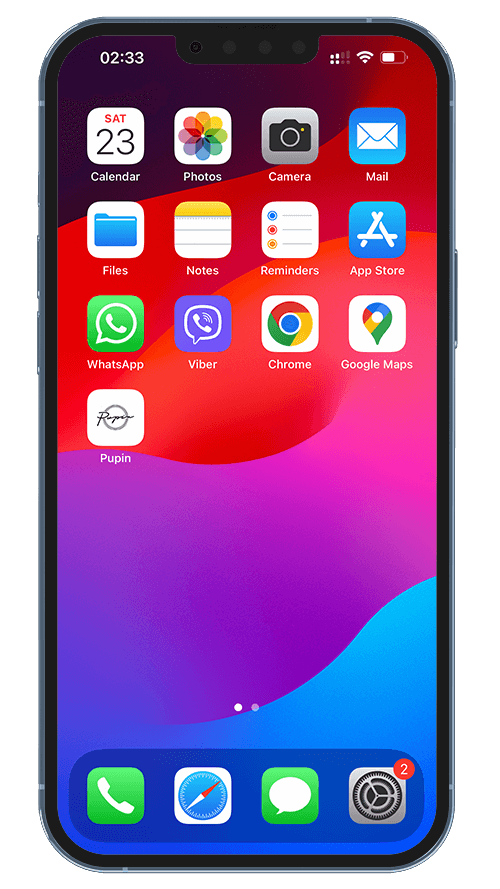 02:33
SAT
23
Calendar
Photos
Camera
Mail
Files
Notes
Reminders
App Store
WhatsApp
Viber
Chrome
Google Maps
Pupin
Pupin
2